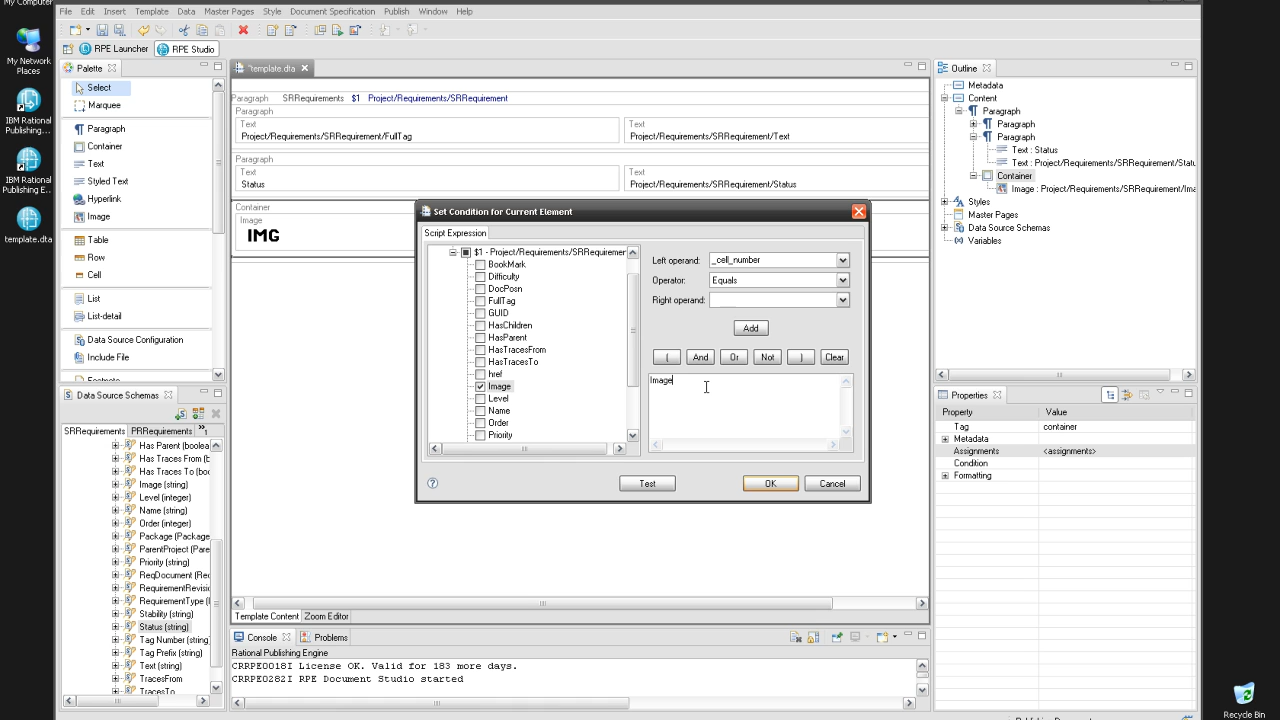 My Computer
File Edit Insert Template Data Master Pages Style Document Specification Publish Window Help
RPE Launcher RPE Studio
My Network
Places
IBM Rational
Publishing...
IBM Rational
Publishing E..
template.dta
Palette
Select
Marquee
Paragraph
Container
Text
Styled Text
Hyperlink
Image
Table
Row
Cell
List
List-detail
Data Source Configuration
Include File
Data Source Schemas
SRRequirements PRRequirements »1
Has Parent (boolea
Has Traces From (b
Has Traces To (boo
Image (string)
Level (integer)
Name (string)
Order (integer)
Package (Package
ParentProject (Pare
Priority (string)
ReqDocument (Rec
RequirementRevisio
RequirementType (F
Stability (string)
Status (string)
Tag Number (string
Tag Prefix (string)
Text (string)
TracesFrom
TracesTo
*template.dta
Paragraph SRRequirements $1 Project/Requirements/SRRequirement
Paragraph
Text Text
Project/Requirements/SRRequirement/FullTag Project/Requirements/SRRequirement/Text
Paragraph
Text Text
Status Project/Requirements/SRRequirement/Status
Container
Image
IMG
Set Condition for Current Element
Script Expression
$1 - Project/Requirements/SRRequiremer
BookMark
Difficulty
DocPosn
FullTag
GUID
HasChildren
HasParent
HasTracesFrom
HasTracesTo
href
Image
Level
Name
Order
Priority
Left operand: _cell_number
Operator: Equals
Right operand:
Add
( And Or Not ) Clear
Image
? Test OK Cancel
Template Content Zoom Editor
Console Problems
Rational Publishing Engine
CRRPE0018I License OK. Valid for 183 more days.
CRRPE0282I RPE Document Studio started
Outline
Metadata
Content
Paragraph
Paragraph
Paragraph
Text : Status
Text : Project/Requirements/SRRequirement/Statu
Container
Image : Project/Requirements/SRRequirement/Ima
Styles
Master Pages
Data Source Schemas
Variables
Properties
Property Value
Tag container
Metadata
Assignments <assignments>
Condition
Formatting
Recycle Bin